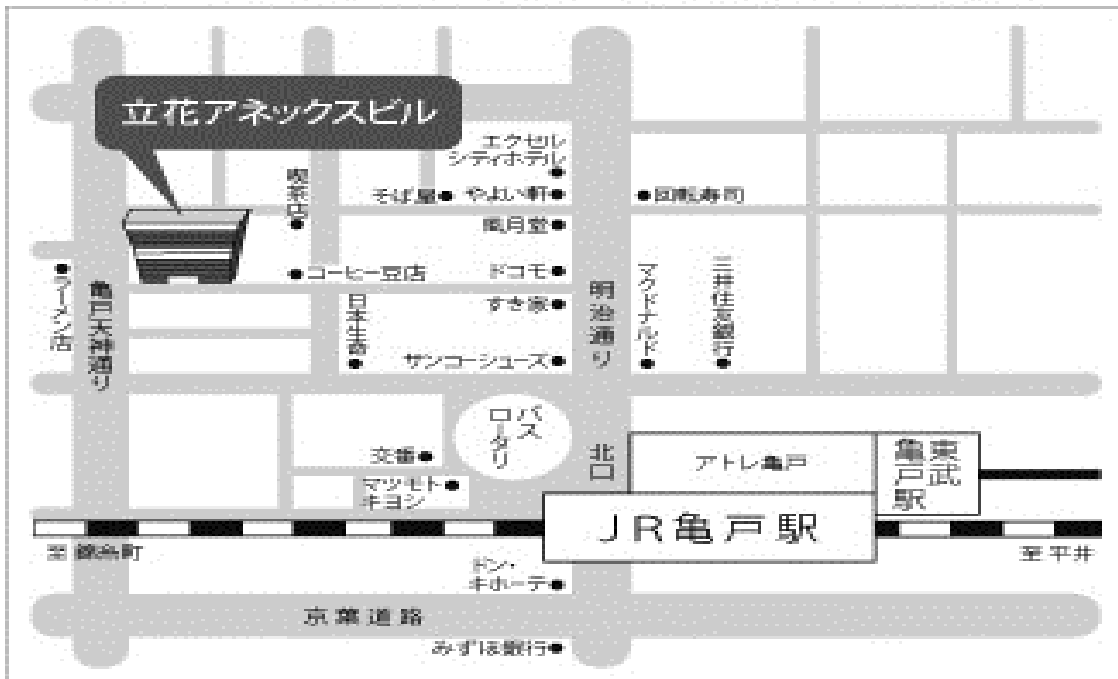 立花アネックスビル
エクセル
シティホテル
喫茶店
そば屋
やよい軒
回転寿司
風月堂
ラーメン店
亀戸天神通り
コーヒー豆店
ドコモ
明治通り
マクドナルド
三井住友銀行
日本生命
すき家
サンコーシューズ
バス
ロータリー
北口
アトレ亀戸
東武
亀戸駅
交番
マツモト
キヨシ
JR亀戸駅
至 錦糸町
至 平井
ドン・
キホーテ
京葉道路
みずほ銀行